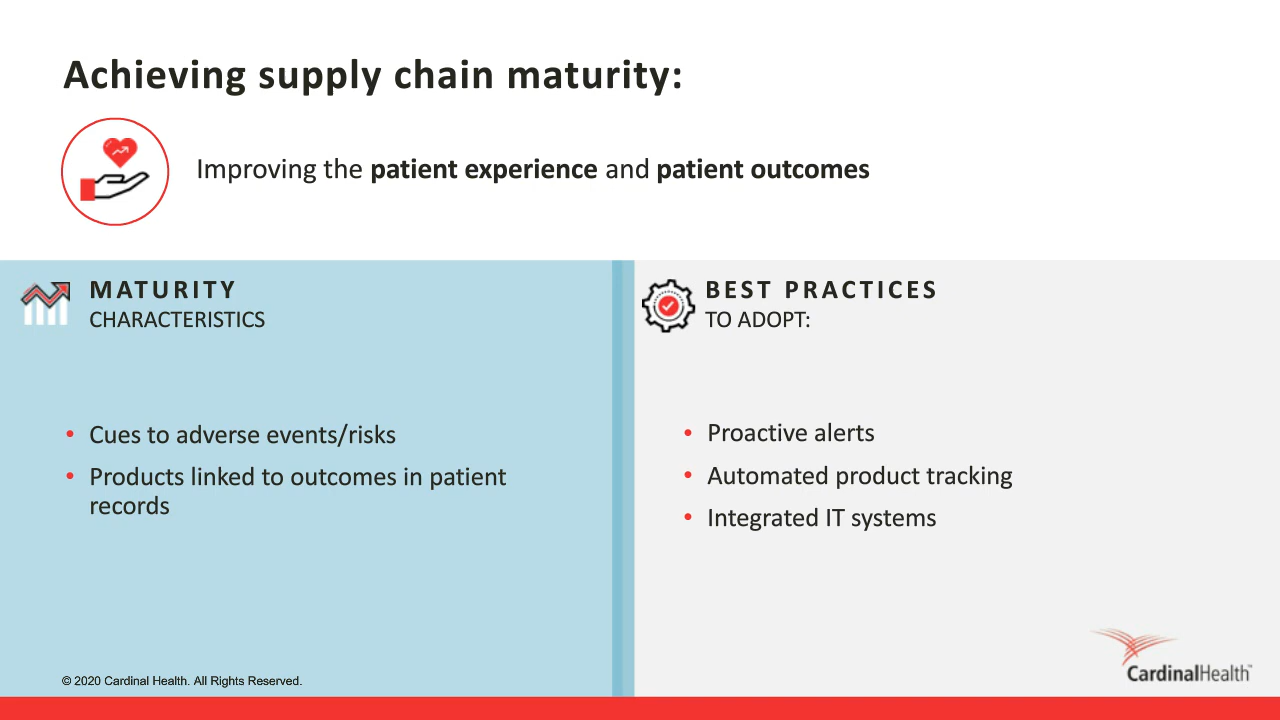 Achieving supply chain maturity:
Improving the patient experience and patient outcomes
MATURITY
CHARACTERISTICS
• Cues to adverse events/risks
• Products linked to outcomes in patient
records
BEST PRACTICES
TO ADOPT:
• Proactive alerts
• Automated product tracking
• Integrated IT systems
© 2020 Cardinal Health. All Rights Reserved.
CardinalHealth™